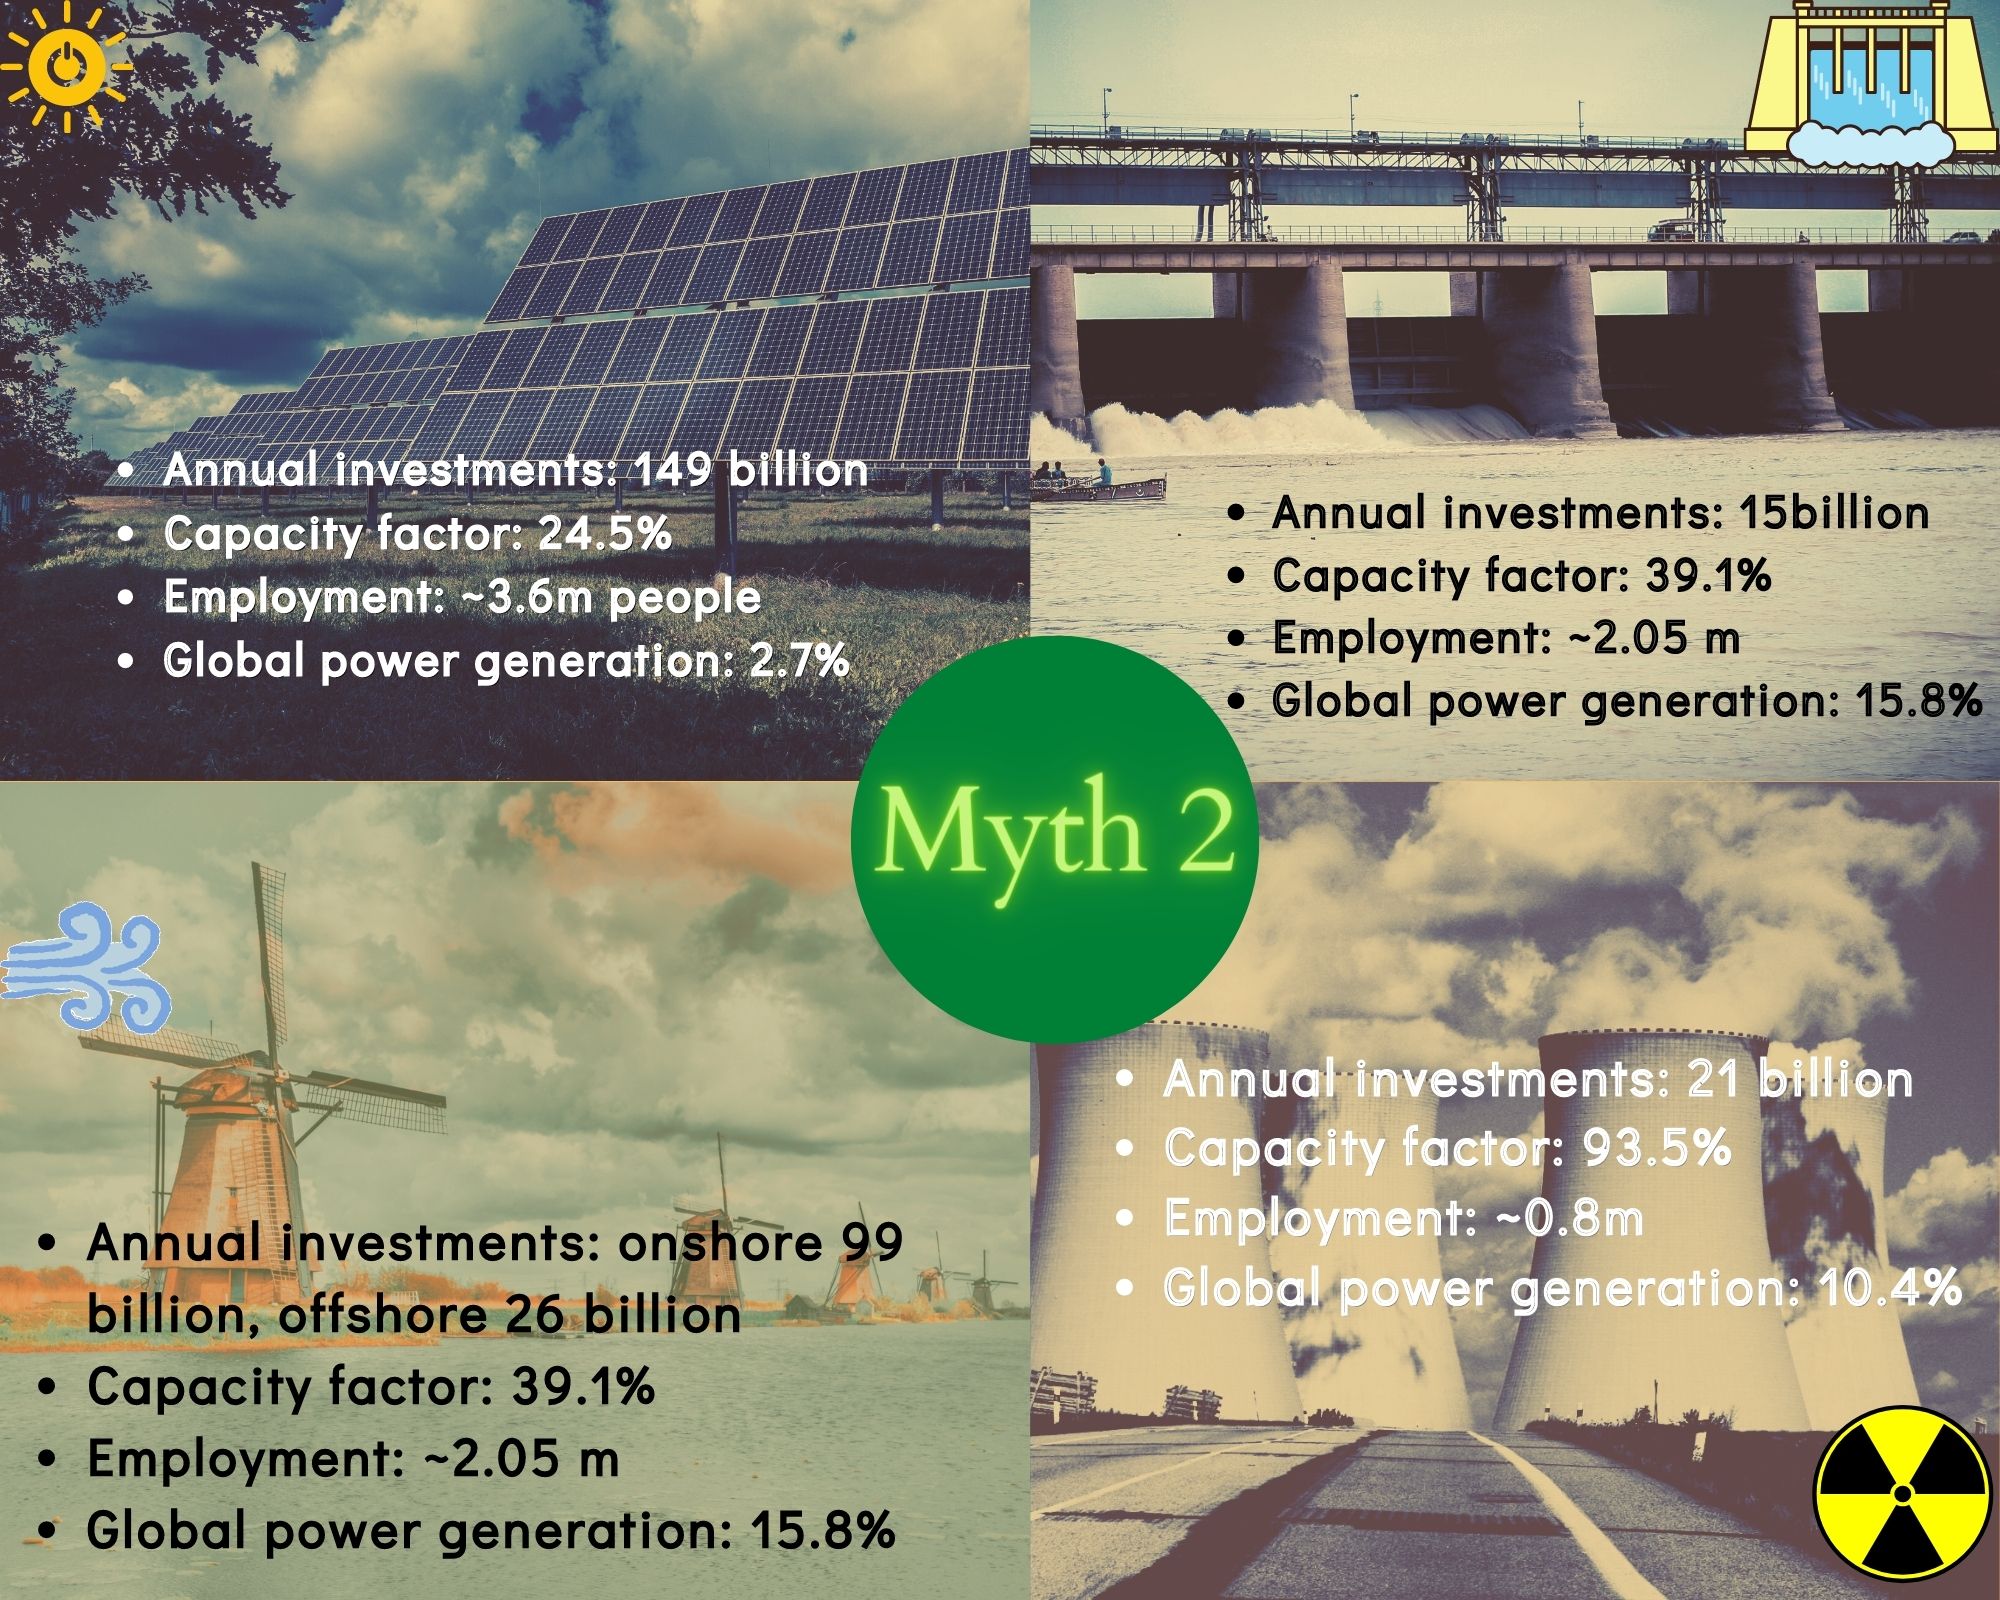 • Annual investments: 149 billion
• Capacity factor: 24.5%
• Employment: ~3.6m people
• Global power generation: 2.7%
• Annual investments: 15billion
• Capacity factor: 39.1%
• Employment: ~2.05 m
• Global power generation: 15.8%
Myth 2
• Annual investments: onshore 99
billion, offshore 26 billion
• Capacity factor: 39.1%
• Employment: ~2.05 m
• Global power generation: 15.8%
• Annual investments: 21 billion
• Capacity factor: 93.5%
• Employment: ~0.8m
• Global power generation: 10.4%